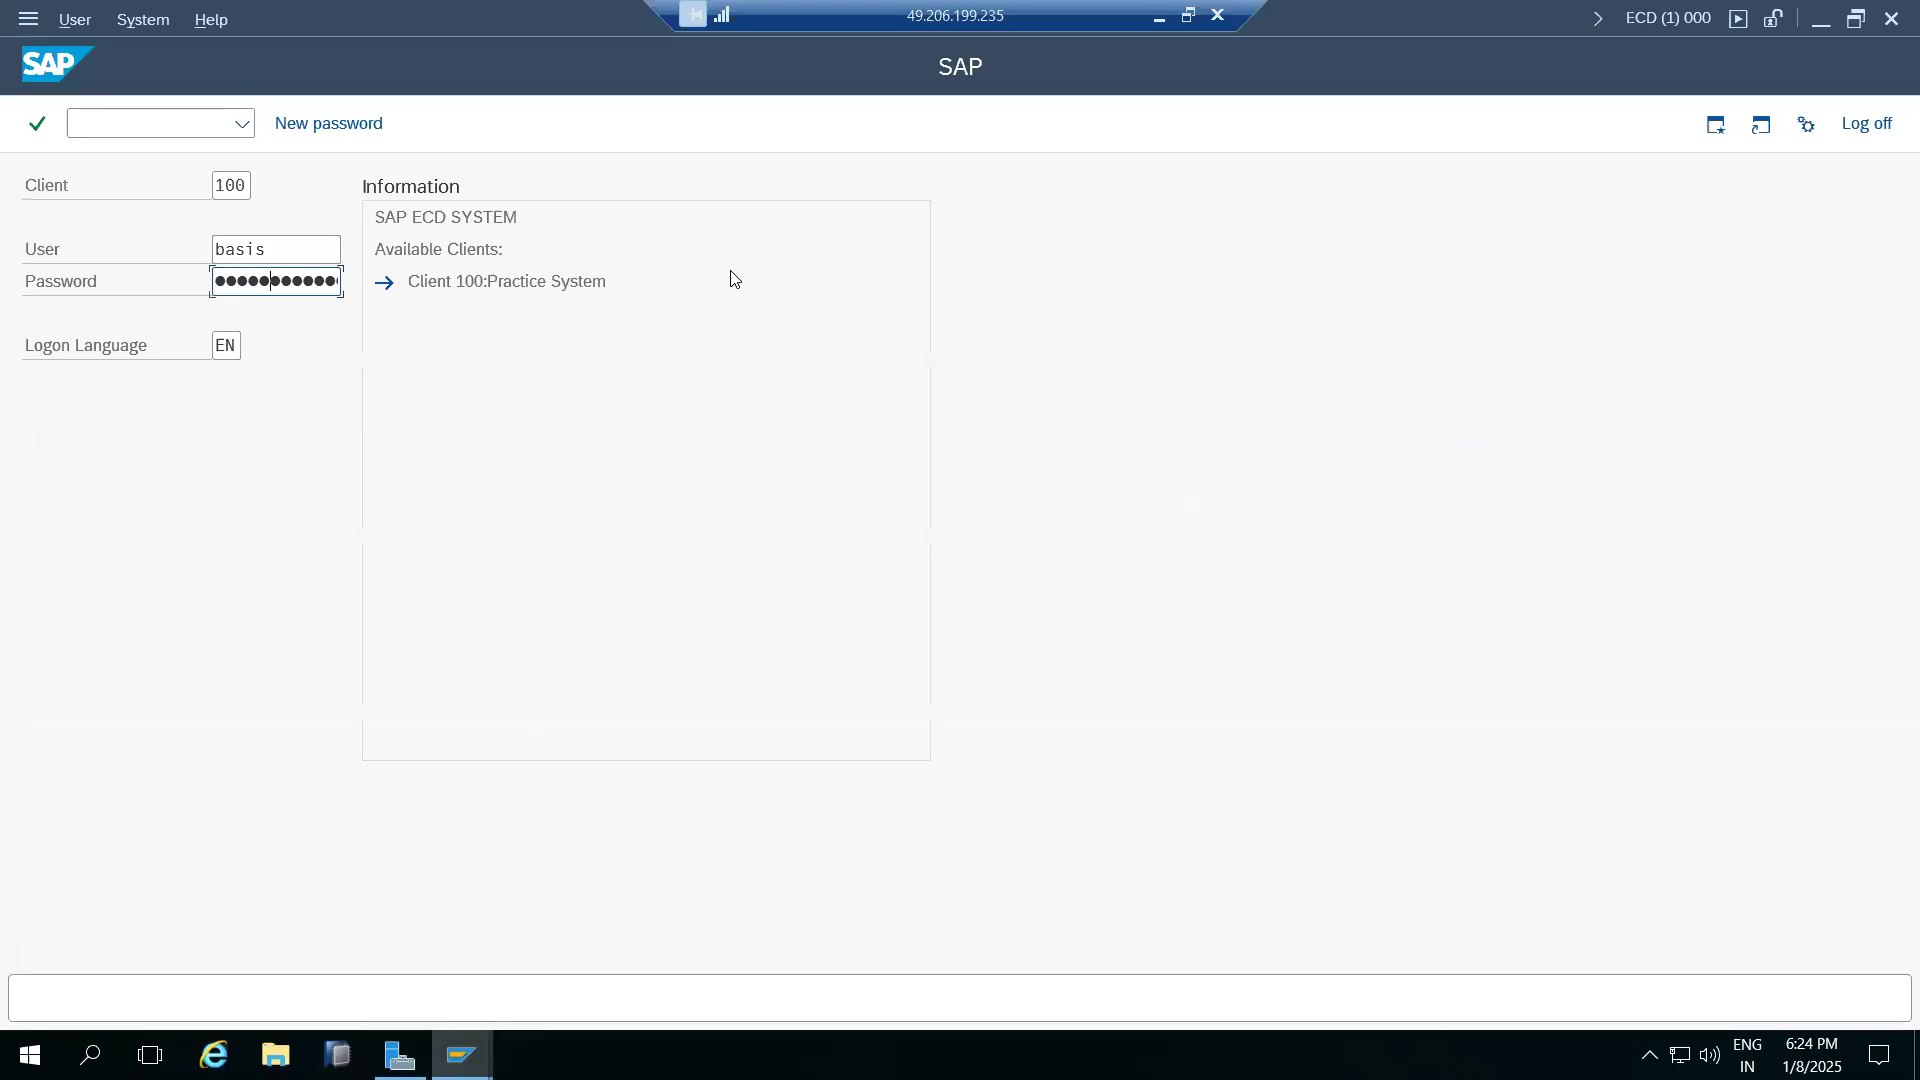 User System Help
49.206.199.235
ECD (1) 000
SAP
SAP
New password
Log off
Client 100
Information
SAP ECD SYSTEM
User basis
Available Clients:
Password ●●●●●●●●●●●
Client 100:Practice System
Logon Language EN
ENG
IN
6:24 PM
1/8/2025